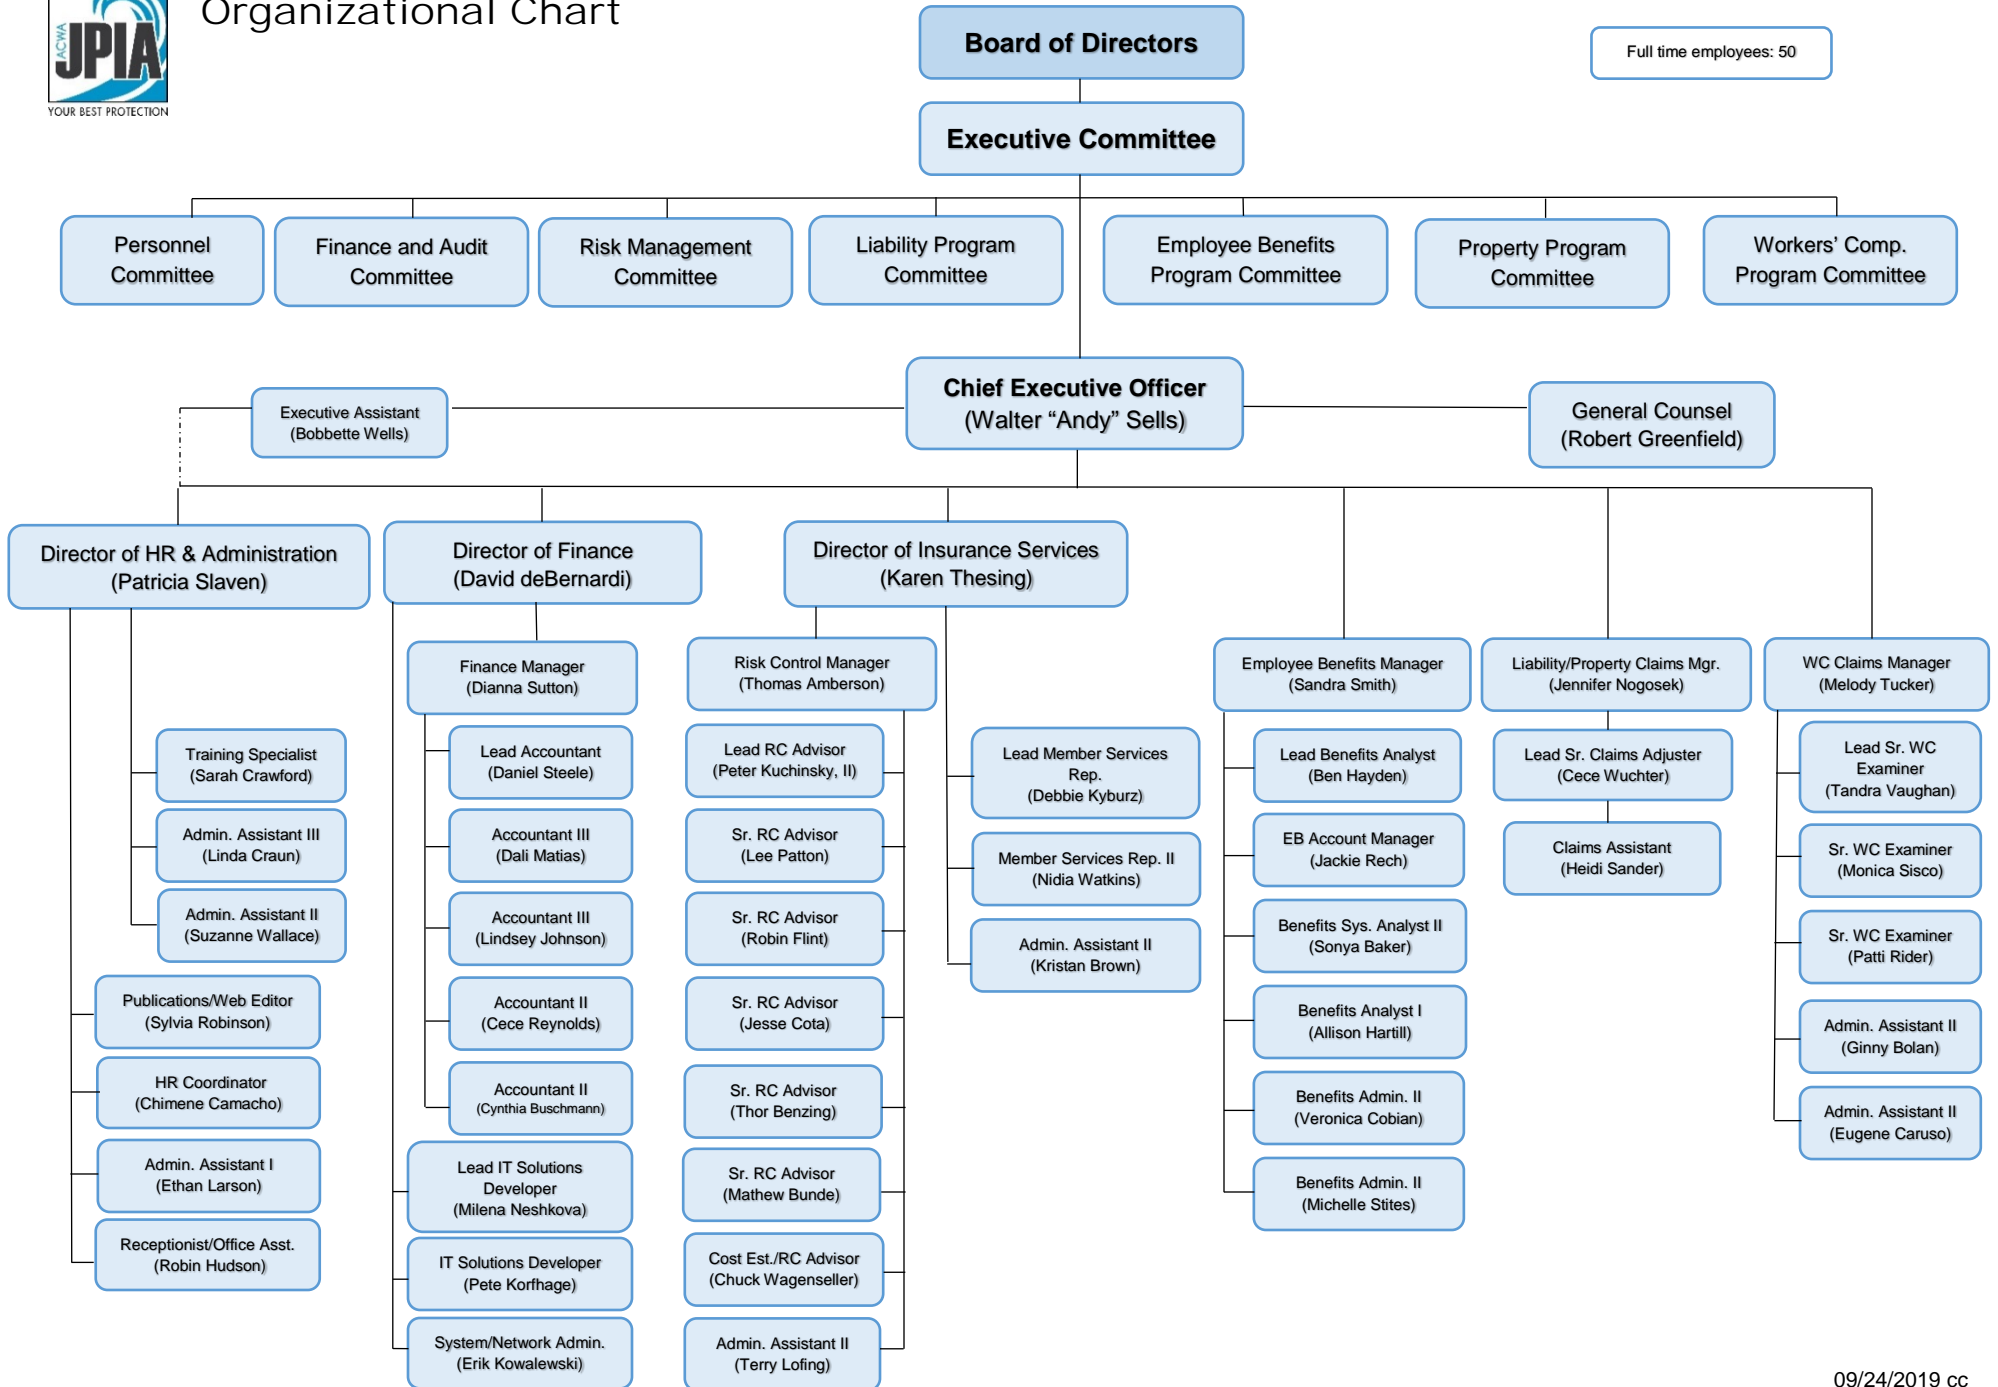 Organizational Chart
ACWA
JPIA
YOUR BEST PROTECTION
Board of Directors
Full time employees: 50
Executive Committee
Personnel
Committee
Finance and Audit
Committee
Risk Management
Committee
Liability Program
Committee
Employee Benefits
Program Committee
Property Program
Committee
Workers’ Comp.
Program Committee
Chief Executive Officer
(Walter “Andy” Sells)
Executive Assistant
(Bobbette Wells)
General Counsel
(Robert Greenfield)
Director of HR & Administration
(Patricia Slaven)
Director of Finance
(David deBernardi)
Director of Insurance Services
(Karen Thesing)
Training Specialist
(Sarah Crawford)
Admin. Assistant III
(Linda Craun)
Admin. Assistant II
(Suzanne Wallace)
Publications/Web Editor
(Sylvia Robinson)
HR Coordinator
(Chimene Camacho)
Admin. Assistant I
(Ethan Larson)
Receptionist/Office Asst.
(Robin Hudson)
Finance Manager
(Dianna Sutton)
Lead Accountant
(Daniel Steele)
Accountant III
(Dali Matias)
Accountant III
(Lindsey Johnson)
Accountant II
(Cece Reynolds)
Accountant II
(Cynthia Buschmann)
Lead IT Solutions
Developer
(Milena Neshkova)
IT Solutions Developer
(Pete Korfhage)
System/Network Admin.
(Erik Kowalewski)
Risk Control Manager
(Thomas Amberson)
Lead RC Advisor
(Peter Kuchinsky, II)
Sr. RC Advisor
(Lee Patton)
Sr. RC Advisor
(Robin Flint)
Sr. RC Advisor
(Jesse Cota)
Sr. RC Advisor
(Thor Benzing)
Sr. RC Advisor
(Mathew Bunde)
Cost Est./RC Advisor
(Chuck Wagenseller)
Admin. Assistant II
(Terry Lofing)
Lead Member Services
Rep.
(Debbie Kyburz)
Member Services Rep. II
(Nidia Watkins)
Admin. Assistant II
(Kristan Brown)
Employee Benefits Manager
(Sandra Smith)
Lead Benefits Analyst
(Ben Hayden)
EB Account Manager
(Jackie Rech)
Benefits Sys. Analyst II
(Sonya Baker)
Benefits Analyst I
(Allison Hartill)
Benefits Admin. II
(Veronica Cobian)
Benefits Admin. II
(Michelle Stites)
Liability/Property Claims Mgr.
(Jennifer Nogosek)
Lead Sr. Claims Adjuster
(Cece Wuchter)
Claims Assistant
(Heidi Sander)
WC Claims Manager
(Melody Tucker)
Lead Sr. WC
Examiner
(Tandra Vaughan)
Sr. WC Examiner
(Monica Sisco)
Sr. WC Examiner
(Patti Rider)
Admin. Assistant II
(Ginny Bolan)
Admin. Assistant II
(Eugene Caruso)
09/24/2019 cc